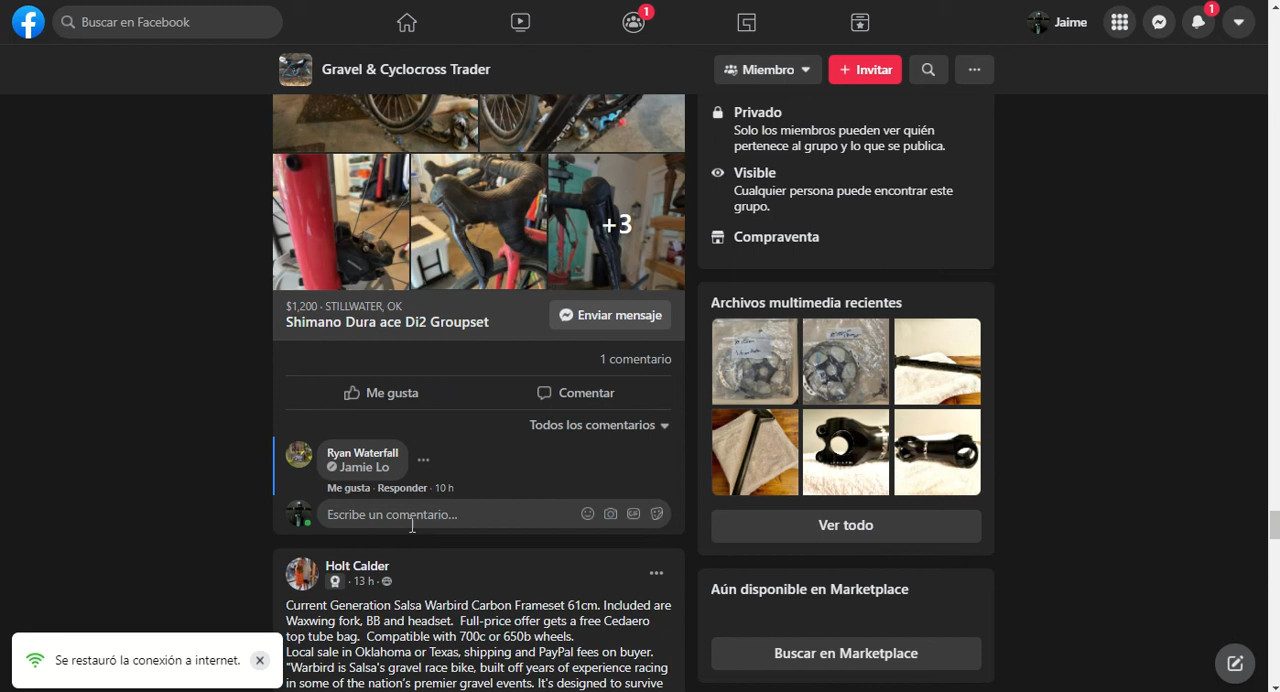 Buscar en Facebook
1
Jaime
1
Gravel & Cyclocross Trader
Miembro
+ Invitar
+3
$1,200 · STILLWATER, OK
Shimano Dura ace Di2 Groupset
Enviar mensaje
1 comentario
Me gusta
Comentar
Todos los comentarios
Ryan Waterfall
Jamie Lo
Me gusta · Responder · 10 h
Escribe un comentario...
Holt Calder
· 13 h ·
Current Generation Salsa Warbird Carbon Frameset 61cm. Included are
Waxwing fork, BB and headset. Full-price offer gets a free Cedaero
top tube bag. Compatible with 700c or 650b wheels.
Local sale in Oklahoma or Texas, shipping and PayPal fees on buyer.
"Warbird is Salsa's gravel race bike, built off years of experience racing
in some of the nation's premier gravel events. It's designed to survive
Privado
Solo los miembros pueden ver quién
pertenece al grupo y lo que se publica.
Visible
Cualquier persona puede encontrar este
grupo.
Compraventa
Archivos multimedia recientes
Ver todo
Aún disponible en Marketplace
Buscar en Marketplace
Se restauró la conexión a internet.